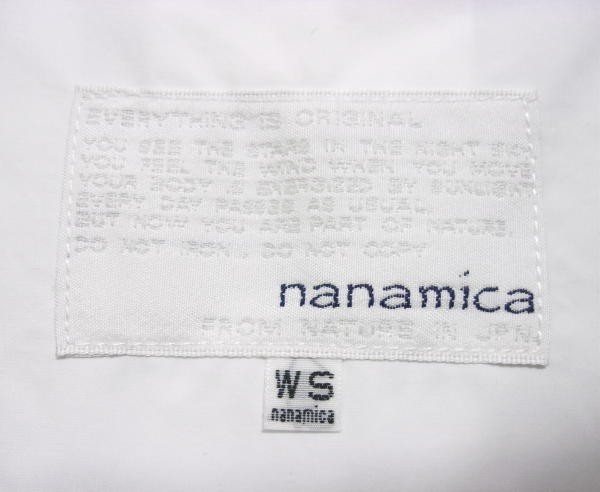 EVERYTHING IS ORIGINAL
YOU SEE THE STARS IN THE NIGHT SKY
YOU FEEL THE WIND WHEN YOU MOVE
YOUR BODY IS ENERGISED BY SUNLIGHT
EVERY DAY PASSES AS USUAL
BUT NOW YOU ARE PART OF NATURE.
DO NOT IRON. DO NOT COPY
nanamica
FROM NATURE IN JPN.
WS
nanamica